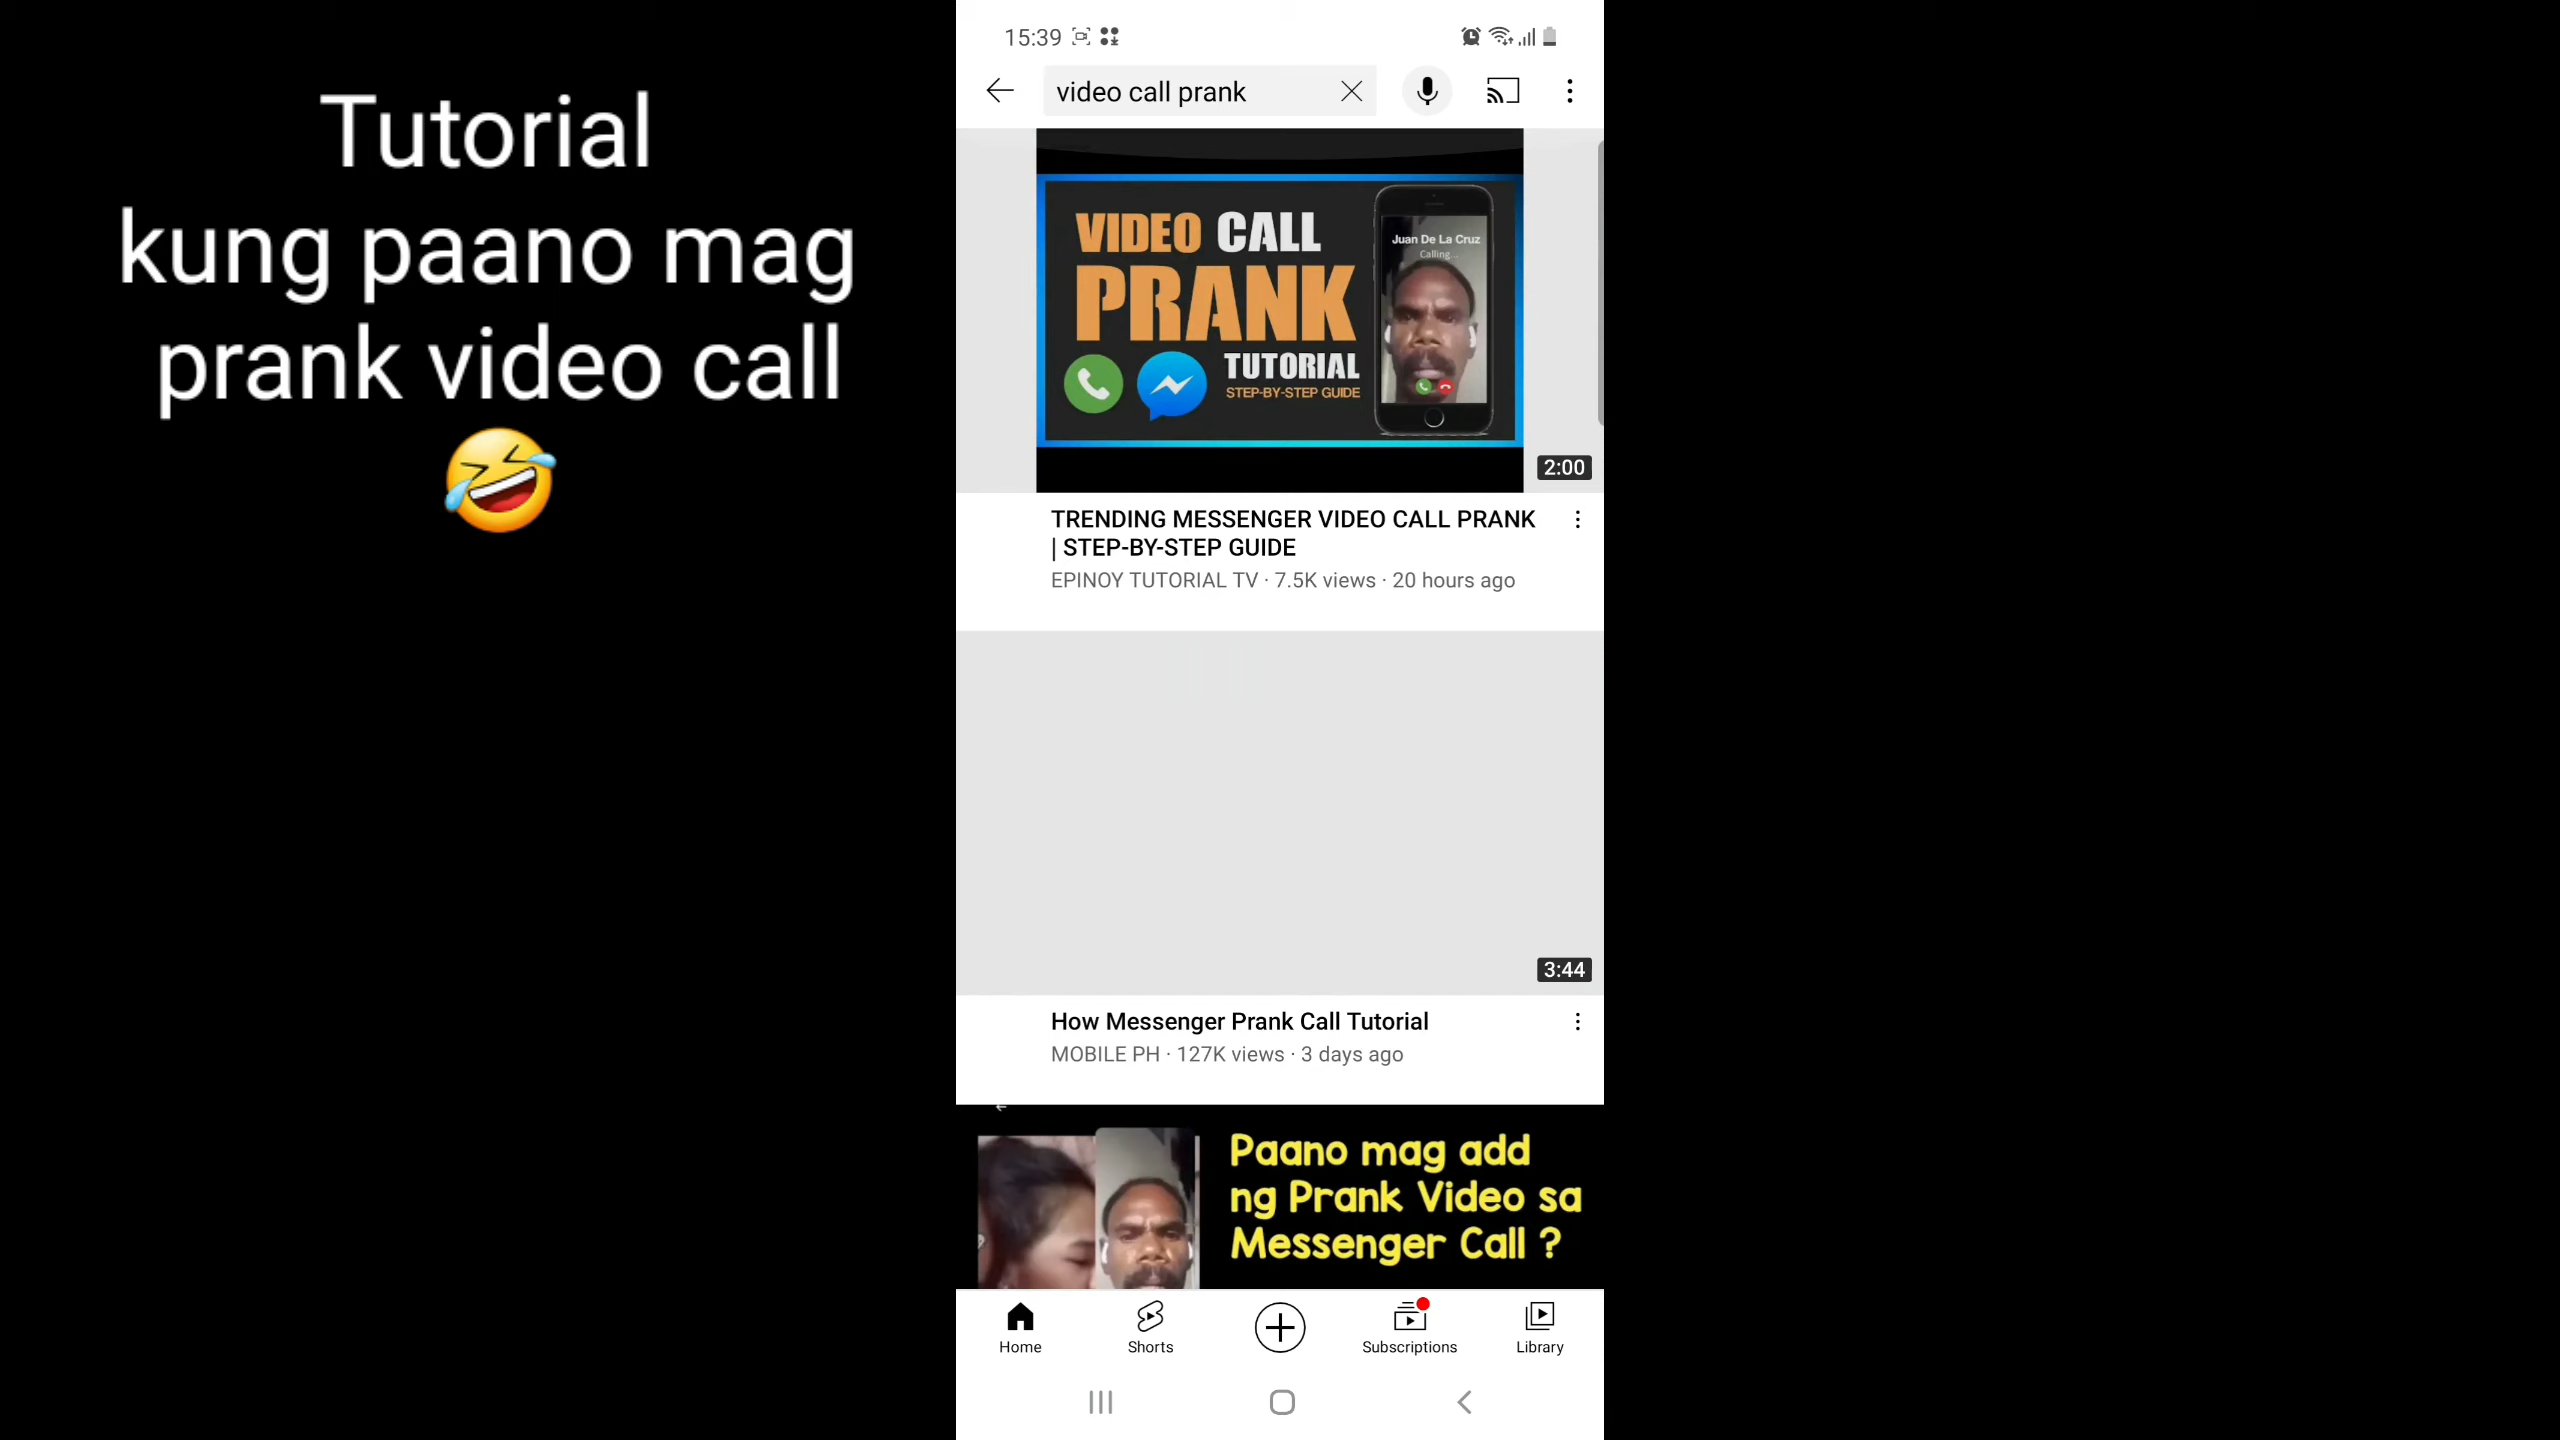 Tutorial
kung paano mag
prank video call
15:39
video call prank
VIDEO CALL
PRANK
TUTORIAL
STEP-BY-STEP GUIDE
Juan De La Cruz
Calling...
2:00
TRENDING MESSENGER VIDEO CALL PRANK
| STEP-BY-STEP GUIDE
EPINOY TUTORIAL TV · 7.5K views · 20 hours ago
3:44
How Messenger Prank Call Tutorial
MOBILE PH · 127K views · 3 days ago
Paano mag add
ng Prank Video sa
Messenger Call ?
Home
Shorts
Subscriptions
Library